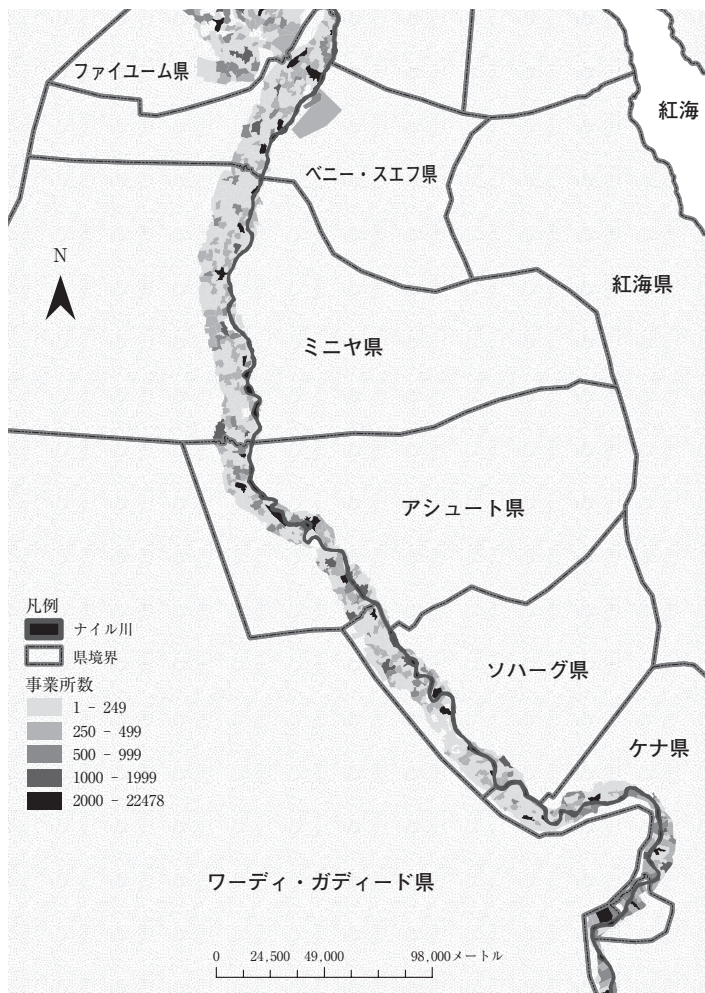 ファイユーム県
紅海
ベニー・スエフ県
N
紅海県
ミニヤ県
アシュート県
凡例
ナイル川
県境界
事業所数
1 － 249
250 － 499
500 － 999
1000 － 1999
2000 － 22478
ソハーグ県
ケナ県
ワーディ・ガディード県
0 24,500 49,000 98,000メートル